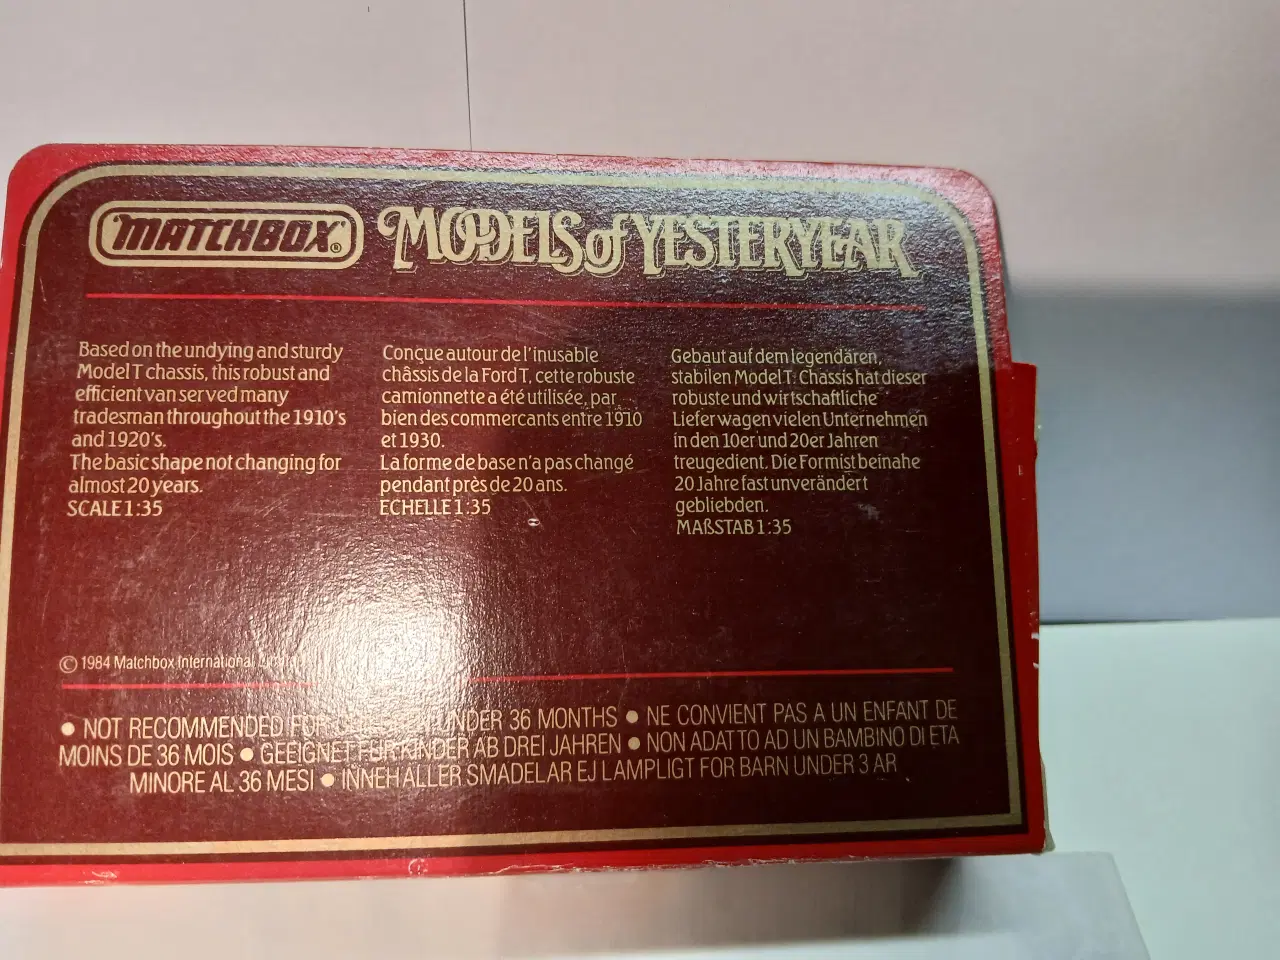 MATCHBOX® MODELS of YESTERYEAR
Based on the undying and sturdy
Model T chassis, this robust and
efficient van served many
tradesman throughout the 1910's
and 1920's.
The basic shape not changing for
almost 20 years.
SCALE 1:35
Conçue autour de l'inusable
châssis de la Ford T, cette robuste
camionnette a été utilisée, par
bien des commercants entre 1910
et 1930.
La forme de base n'a pas changé
pendant près de 20 ans.
ECHELLE 1:35
Gebaut auf dem legendären,
stabilen Model T. Chassis hat dieser
robuste und wirtschaftliche
Lieferwagen vielen Unternehmen
in den 10er und 20er Jahren
treugedient. Die Form ist beinahe
20 Jahre fast unverändert
gebliebden.
MAßSTAB 1:35
© 1984 Matchbox International
• NOT RECOMMENDED FOR UNDER 36 MONTHS • NE CONVIENT PAS A UN ENFANT DE
MOINS DE 36 MOIS • GEEIGNET FUR KINDER AB DREI JAHREN • NON ADATTO AD UN BAMBINO DI ETA
MINORE AL 36 MESI • INNEHALLER SMADELAR EJ LAMPLIGT FOR BARN UNDER 3 AR